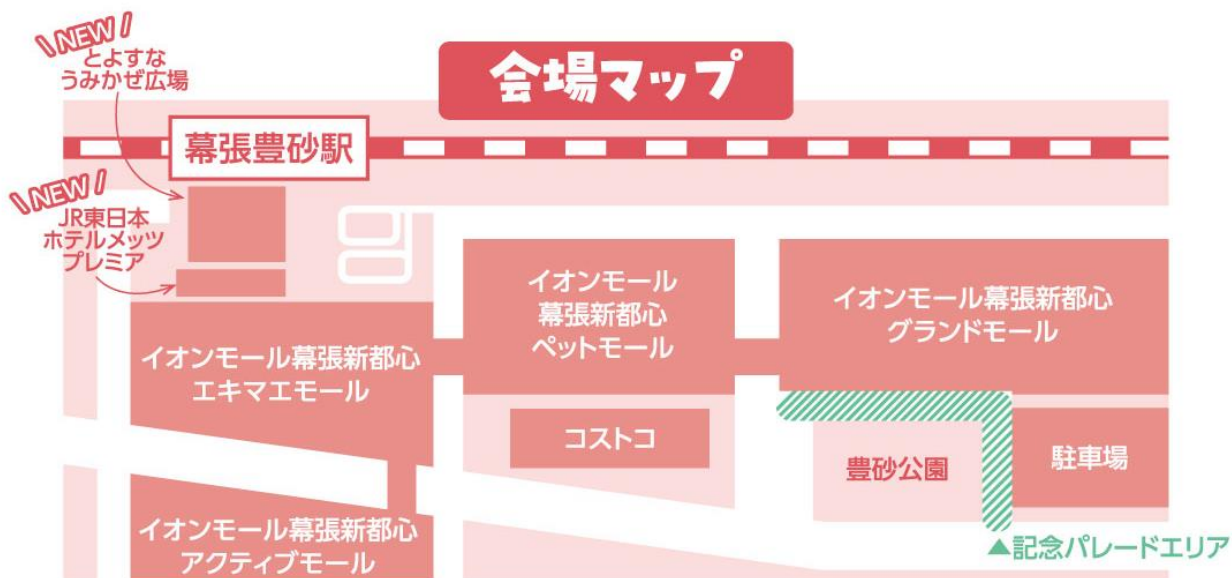 会場マップ
\NEW/
とよすな
うみかぜ広場
幕張豊砂駅
\NEW/
JR東日本
ホテルメッツ
プレミア
イオンモール幕張新都心
エキマエモール
イオンモール
幕張新都心
ペットモール
イオンモール幕張新都心
グランドモール
コストコ
豊砂公園
駐車場
イオンモール幕張新都心
アクティブモール
▲記念パレードエリア